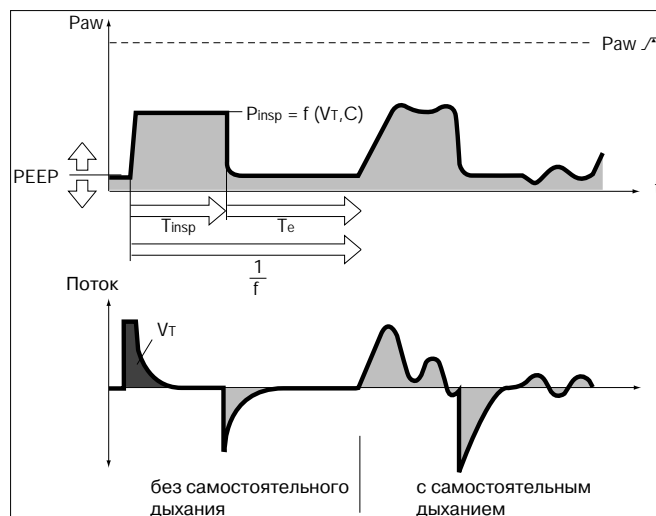 Paw
Paw
Pinsp = f (VT,C)
PEEP
Tinsp
Te
1
f
Поток
VT
без самостоятельного
дыхания
с самостоятельным
дыханием